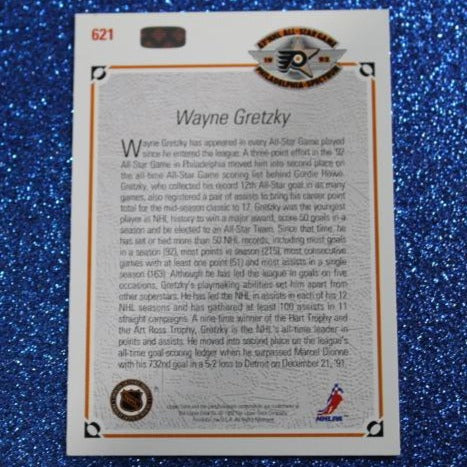 621
43rd NHL ALL-STAR GAME
19 92
PHILADELPHIA SPECTRUM
Wayne Gretzky
Wayne Gretzky has appeared in every All-Star Game played
since he entered the league. A three-point effort in the '92
All-Star Game in Philadelphia moved him into second place on
the all-time All-Star Game scoring list behind Gordie Howe.
Gretzky, who collected his record 12th All-Star goal in as many
games, also registered a pair of assists to bring his career point
total for the mid-season classic to 17. Gretzky was the youngest
player in NHL history to win a major award, score 50 goals in a
season and be elected to an All-Star Team. Since that time, he
has set or tied more than 50 NHL records, including most goals
in a season (92), most points in season (215), most consecutive
games with at least one point (51) and most assists in a single
season (163). Although he has led the league in goals on five
occasions, Gretzky's playmaking abilities set him apart from
other superstars. He has led the NHL in assists in each of his 12
NHL seasons and has gathered at least 100 assists in 11
straight campaigns. A nine-time winner of the Hart Trophy and
the Art Ross Trophy, Gretzky is the NHL's all-time leader in
points and assists. He moved into second place on the league's
all-time goal-scoring ledger when he surpassed Marcel Dionne
with his 732nd goal in a 5-2 loss to Detroit on December 21, '91.
NHL
NHLPA